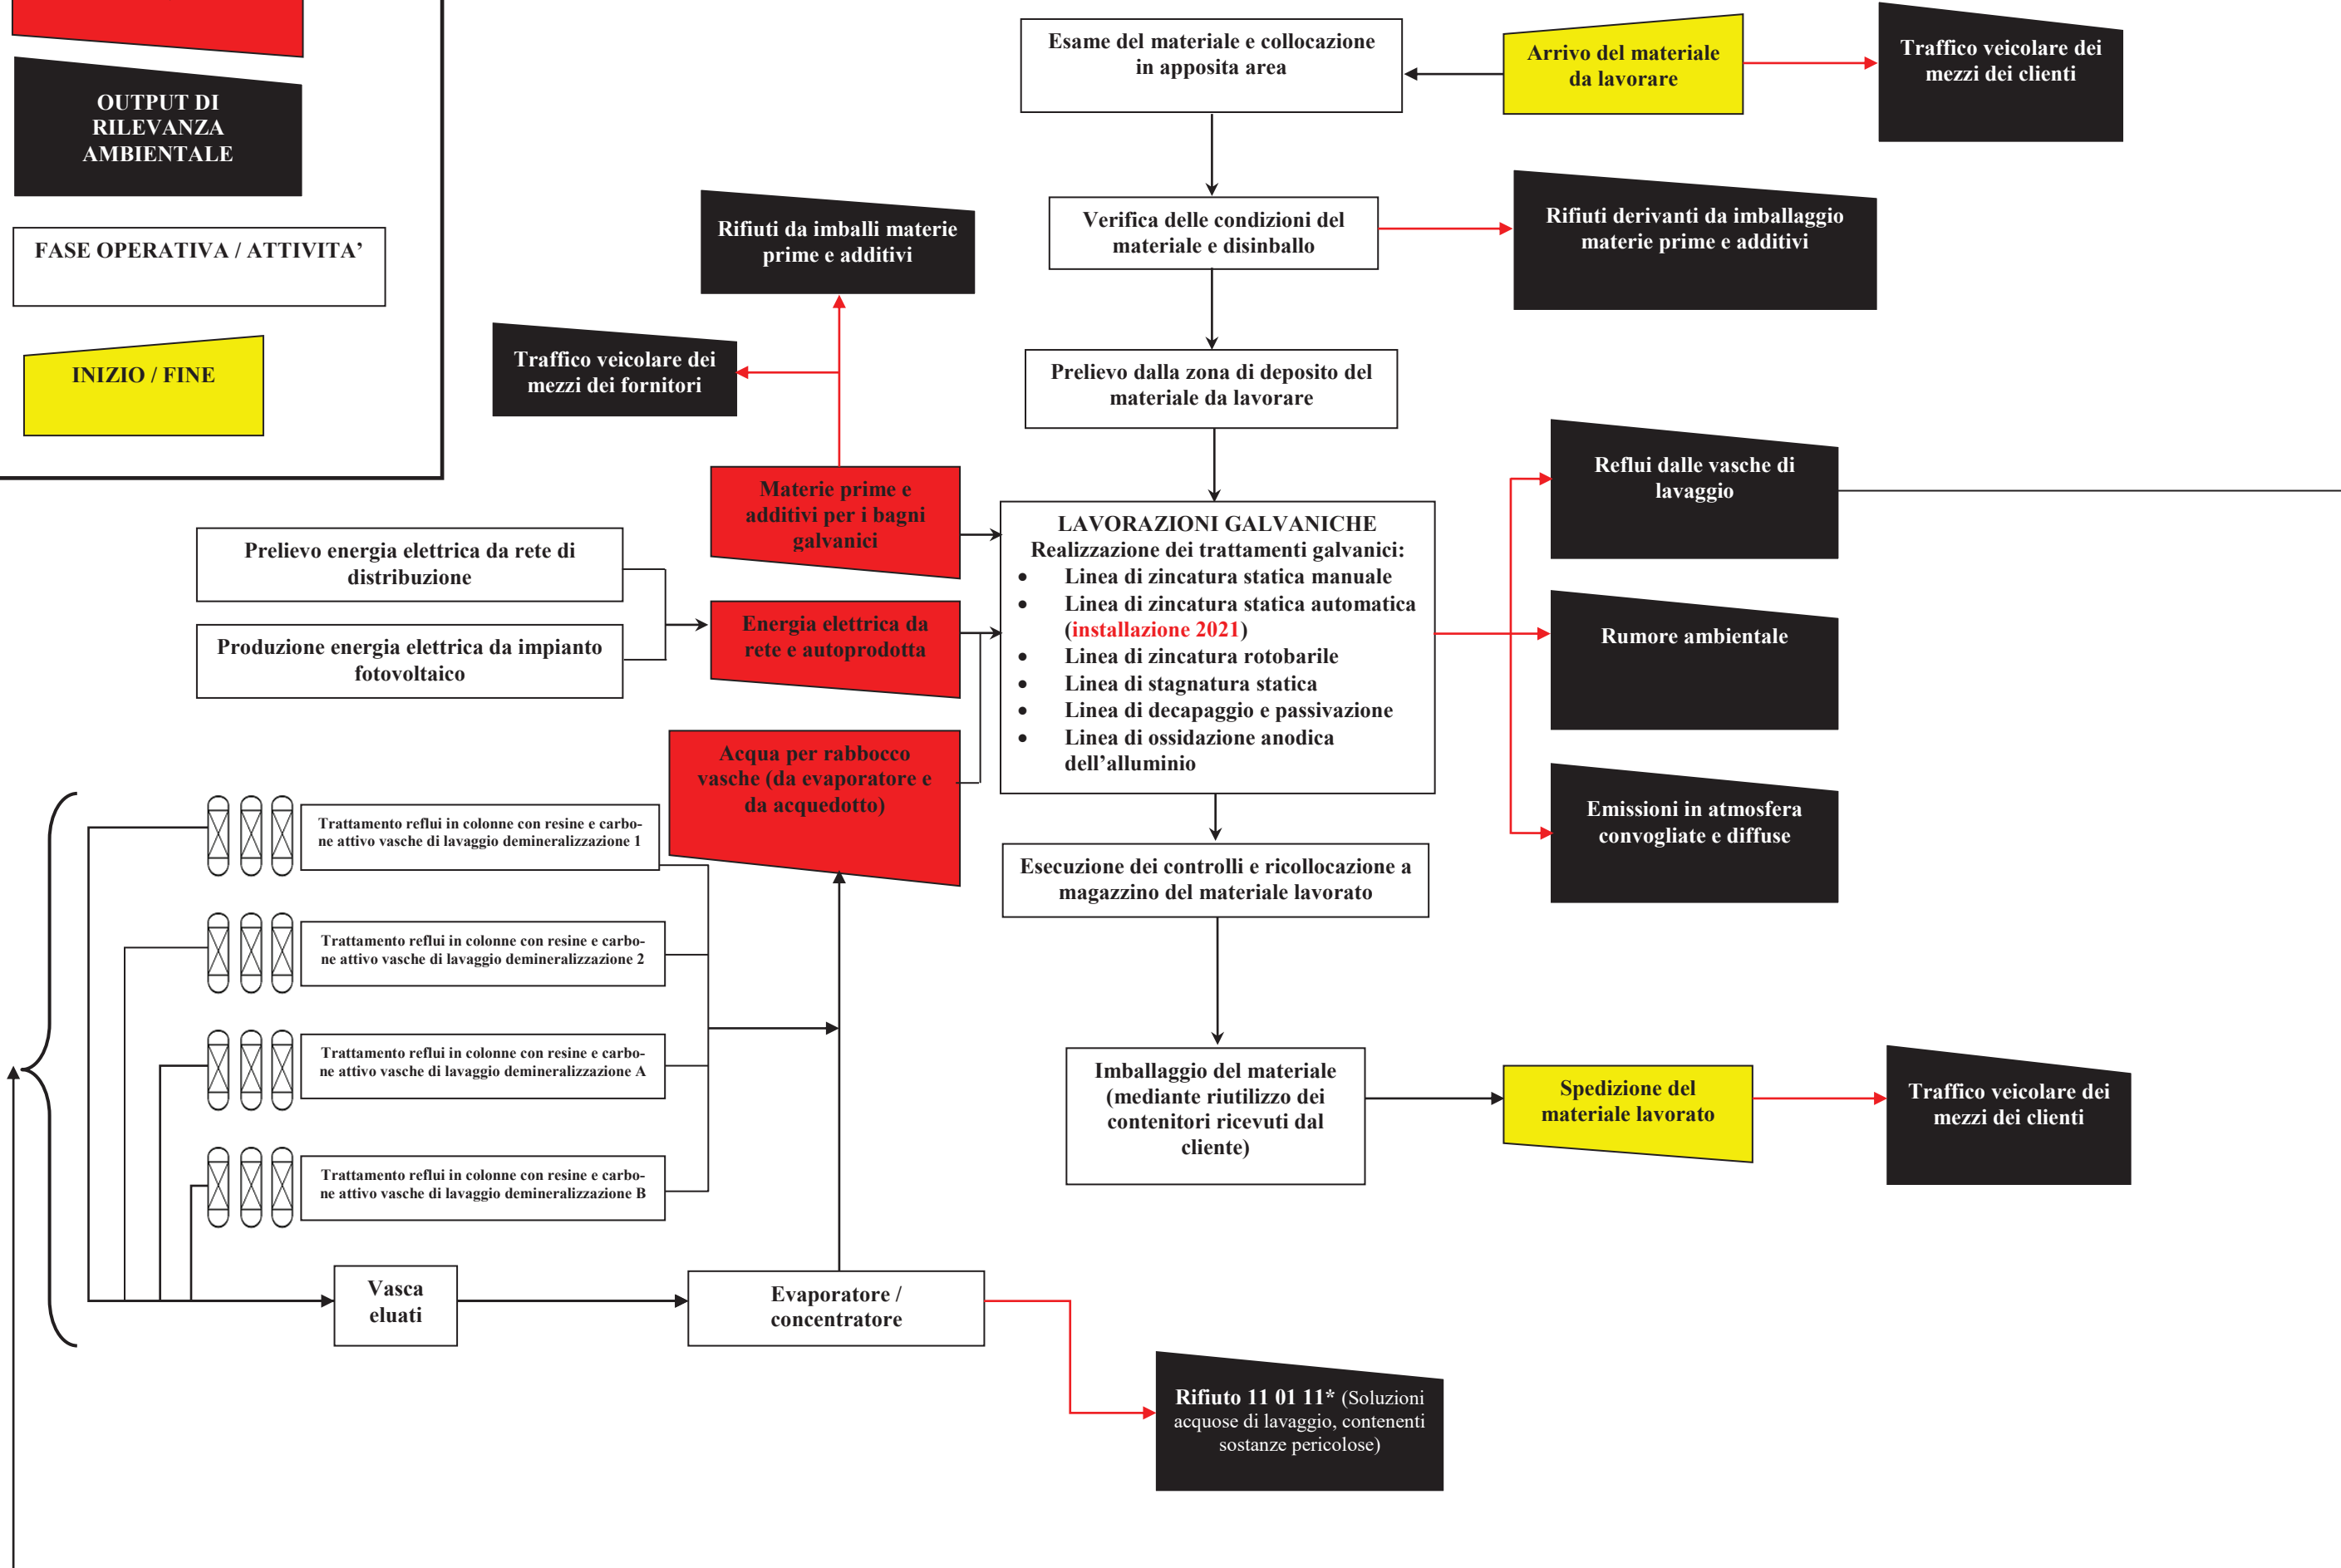 OUTPUT DI
RILEVANZA
AMBIENTALE
FASE OPERATIVA / ATTIVITA’
INIZIO / FINE
Esame del materiale e collocazione
in apposita area
Arrivo del materiale
da lavorare
Traffico veicolare dei
mezzi dei clienti
Rifiuti da imballi materie
prime e additivi
Verifica delle condizioni del
materiale e disinballo
Rifiuti derivanti da imballaggio
materie prime e additivi
Traffico veicolare dei
mezzi dei fornitori
Prelievo dalla zona di deposito del
materiale da lavorare
Materie prime e
additivi per i bagni
galvanici
Prelievo energia elettrica da rete di
distribuzione
Produzione energia elettrica da impianto
fotovoltaico
Energia elettrica da
rete e autoprodotta
Acqua per rabbocco
vasche (da evaporatore e
da acquedotto)
LAVORAZIONI GALVANICHE
Realizzazione dei trattamenti galvanici:
• Linea di zincatura statica manuale
• Linea di zincatura statica automatica
(installazione 2021)
• Linea di zincatura rotobarile
• Linea di stagnatura statica
• Linea di decapaggio e passivazione
• Linea di ossidazione anodica
dell’alluminio
Reflui dalle vasche di
lavaggio
Rumore ambientale
Emissioni in atmosfera
convogliate e diffuse
Trattamento reflui in colonne con resine e carbo-
ne attivo vasche di lavaggio demineralizzazione 1
Trattamento reflui in colonne con resine e carbo-
ne attivo vasche di lavaggio demineralizzazione 2
Trattamento reflui in colonne con resine e carbo-
ne attivo vasche di lavaggio demineralizzazione A
Trattamento reflui in colonne con resine e carbo-
ne attivo vasche di lavaggio demineralizzazione B
Esecuzione dei controlli e ricollocazione a
magazzino del materiale lavorato
Imballaggio del materiale
(mediante riutilizzo dei
contenitori ricevuti dal
cliente)
Spedizione del
materiale lavorato
Traffico veicolare dei
mezzi dei clienti
Vasca
eluati
Evaporatore /
concentratore
Rifiuto 11 01 11* (Soluzioni
acquose di lavaggio, contenenti
sostanze pericolose)